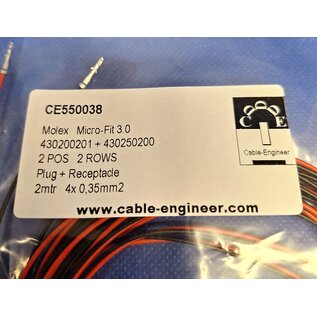 CE550038
Molex Micro-Fit 3.0
430200201 + 430250200
2 POS 2 ROWS
Plug + Receptacle
2mtr 4x 0,35mm2
www.cable-engineer.com
C E
Cable-Engineer